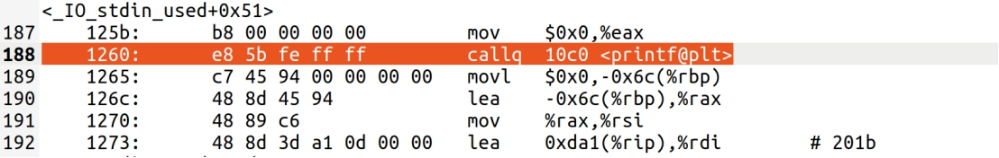 <_IO_stdin_used+0x51>
187 125b: b8 00 00 00 00 mov $0x0,%eax
188 1260: e8 5b fe ff ff callq 10c0 <printf@plt>
189 1265: c7 45 94 00 00 00 00 movl $0x0,-0x6c(%rbp)
190 126c: 48 8d 45 94 lea -0x6c(%rbp),%rax
191 1270: 48 89 c6 mov %rax,%rsi
192 1273: 48 8d 3d a1 0d 00 00 lea 0xda1(%rip),%rdi # 201b